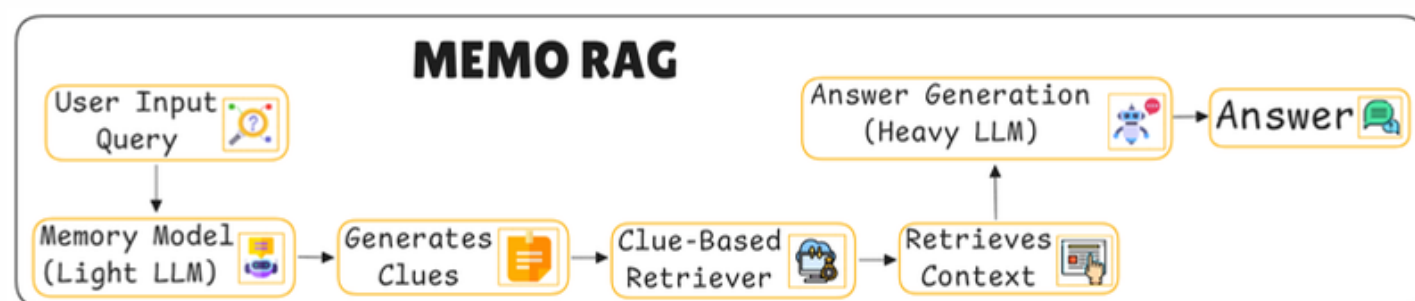 MEMO RAG
User Input
Query
Memory Model
(Light LLM)
Generates
Clues
Clue-Based
Retriever
Retrieves
Context
Answer Generation
(Heavy LLM)
Answer